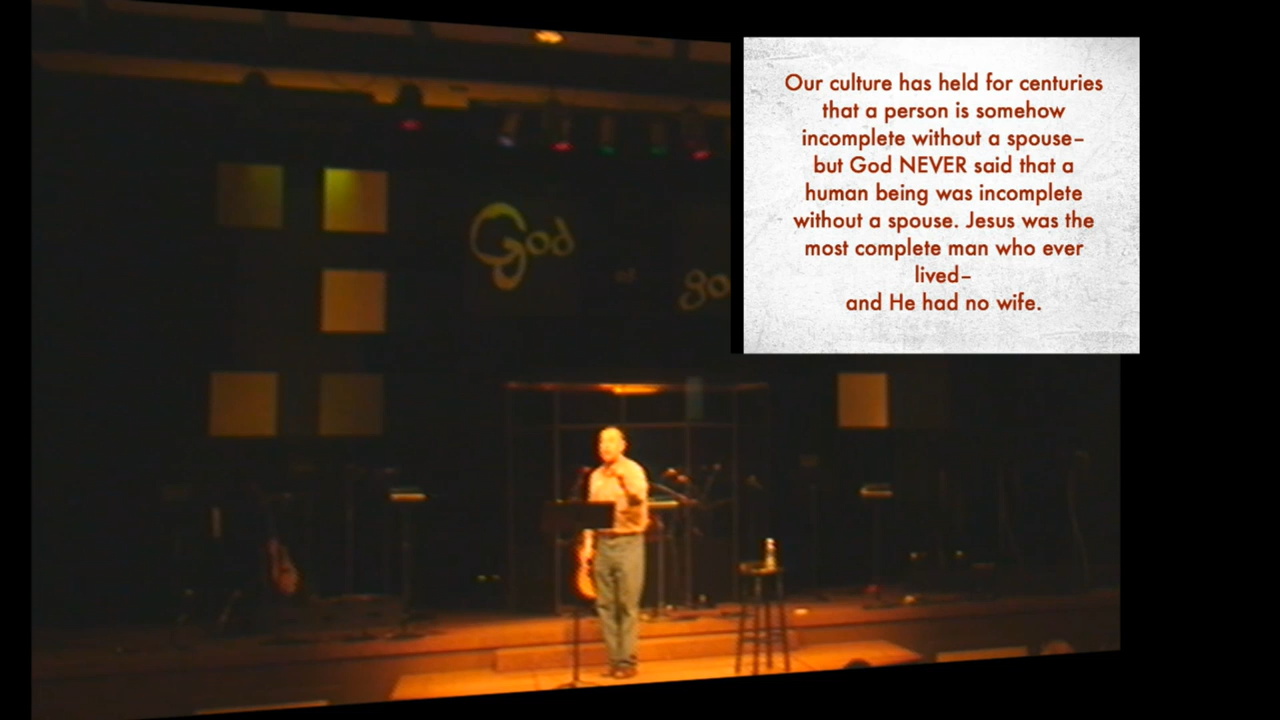 God
Our culture has held for centuries
that a person is somehow
incomplete without a spouse–
but God NEVER said that a
human being was incomplete
without a spouse. Jesus was the
most complete man who ever
lived–
and He had no wife.